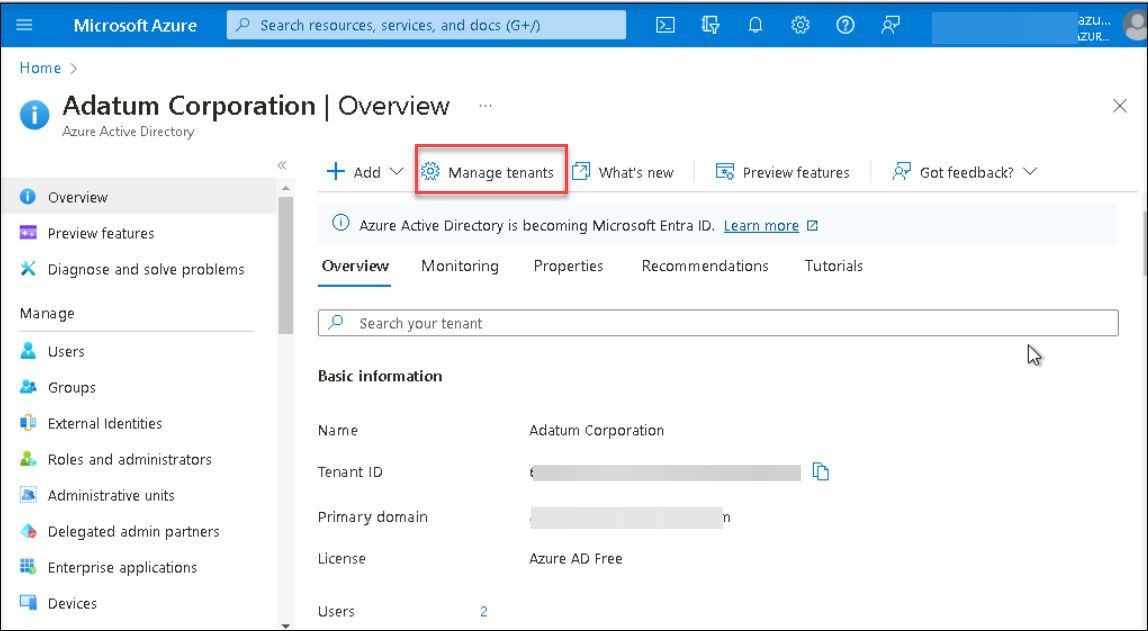 Microsoft Azure
Search resources, services, and docs (G+/)
azu...
AZUR...
Home >
Adatum Corporation | Overview ...
Azure Active Directory
Overview
Preview features
Diagnose and solve problems
Manage
Users
Groups
External Identities
Roles and administrators
Administrative units
Delegated admin partners
Enterprise applications
Devices
Add
Manage tenants
What's new
Preview features
Got feedback?
Azure Active Directory is becoming Microsoft Entra ID. Learn more
Overview Monitoring Properties Recommendations Tutorials
Search your tenant
Basic information
Name Adatum Corporation
Tenant ID
Primary domain
License Azure AD Free
Users 2